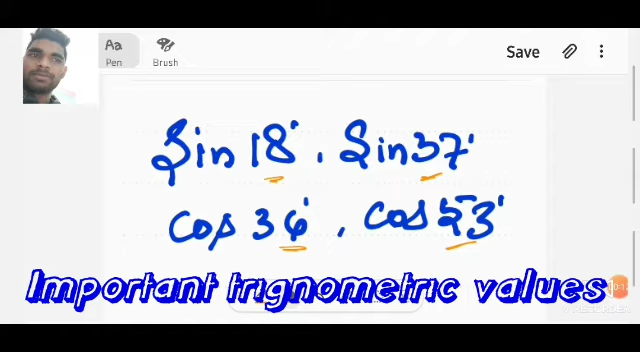 Aa
Save
Pen
Brush
Sin 18°, Sin 37°
cos 36°, cos 53°
Important trignometric values